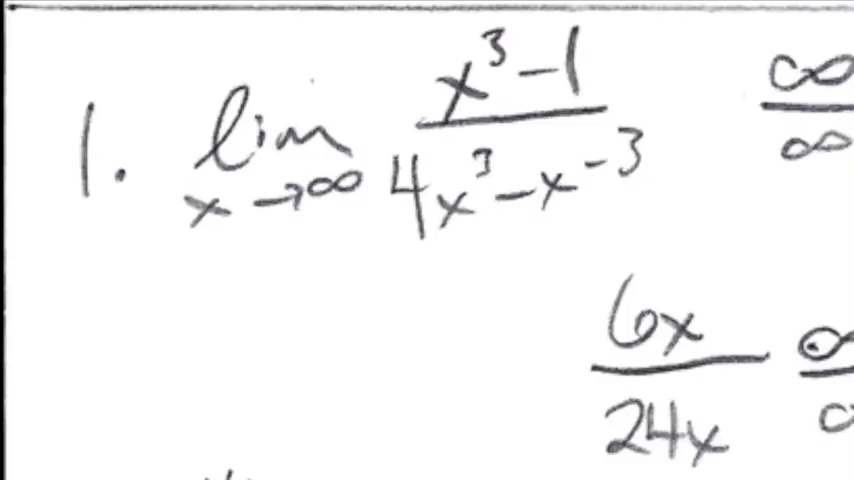 1. lim x→∞ (x³ - 1)/(4x³ - x - 3) ∞/∞
6x/24x ∞/∞